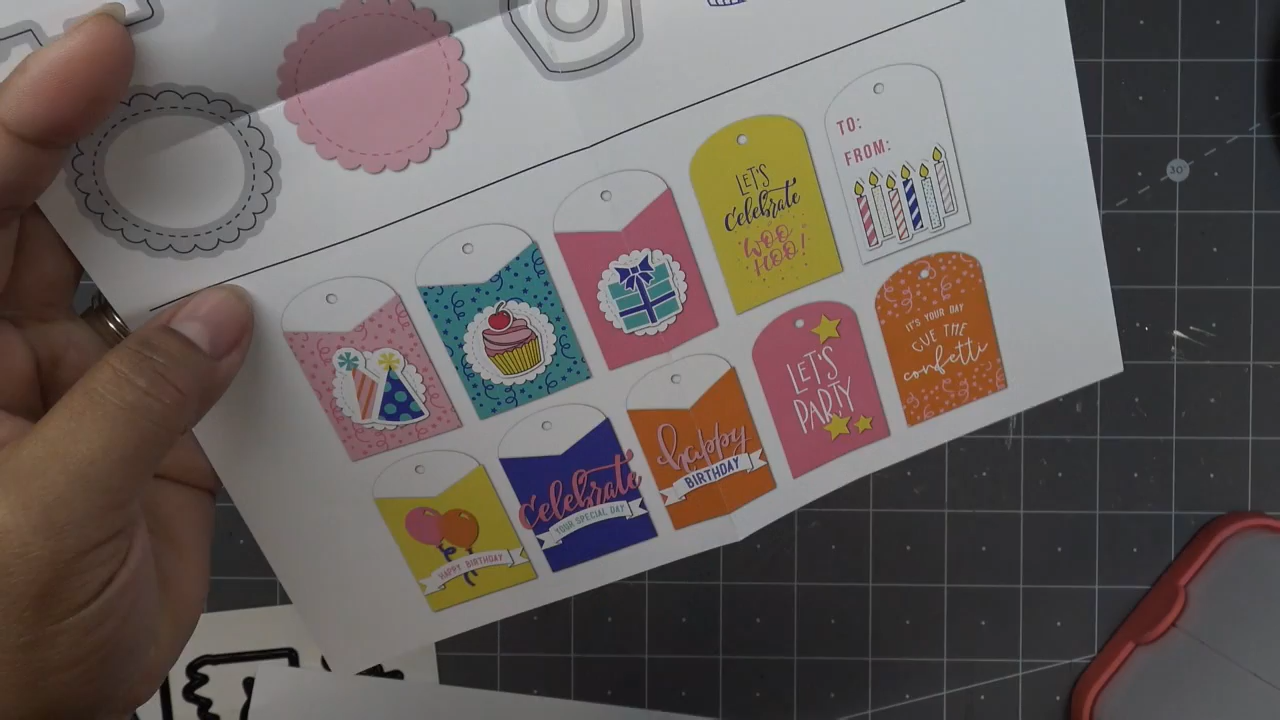 LET'S
Celebrate
WOO
HOO!
TO:
FROM:
HAPPY BIRTHDAY
celebrate
YOUR SPECIAL DAY
happy
BIRTHDAY
LET'S
PARTY
IT'S YOUR DAY
CUE THE
confetti
30